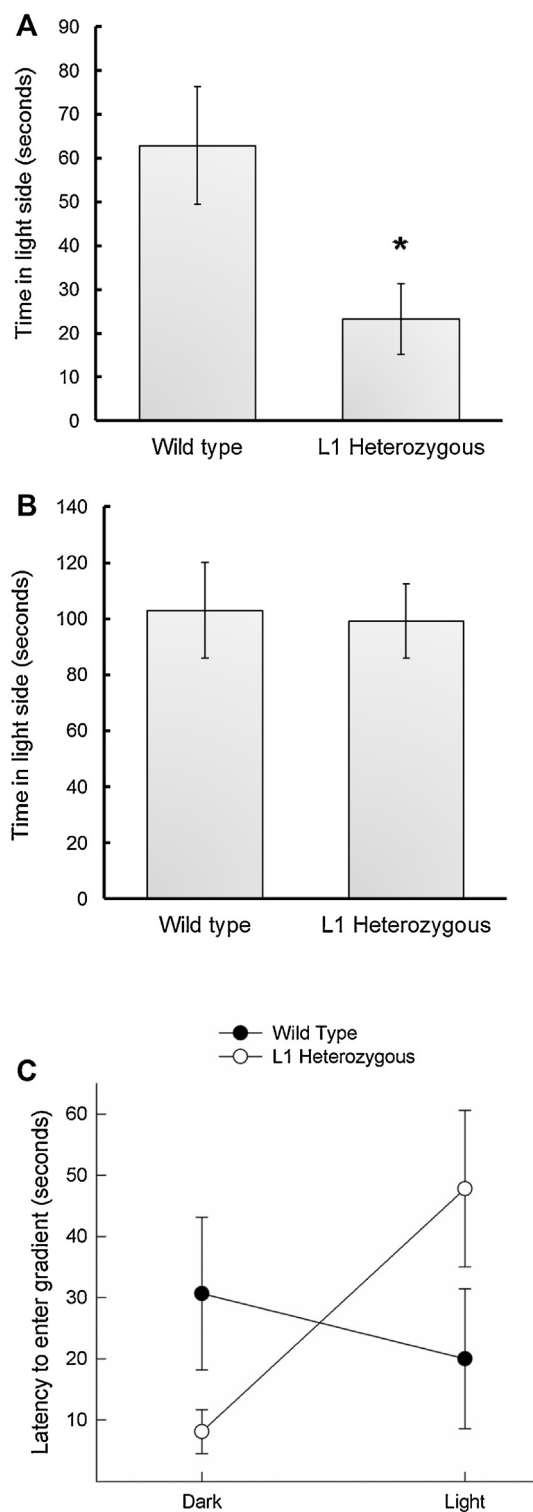 A
Time in light side (seconds)
90
80
70
60
50
40
30
20
10
0
*
Wild type L1 Heterozygous
B
Time in light side (seconds)
140
120
100
80
60
40
20
0
Wild type L1 Heterozygous
Wild Type
L1 Heterozygous
C
Latency to enter gradient (seconds)
60
50
40
30
20
10
Dark Light